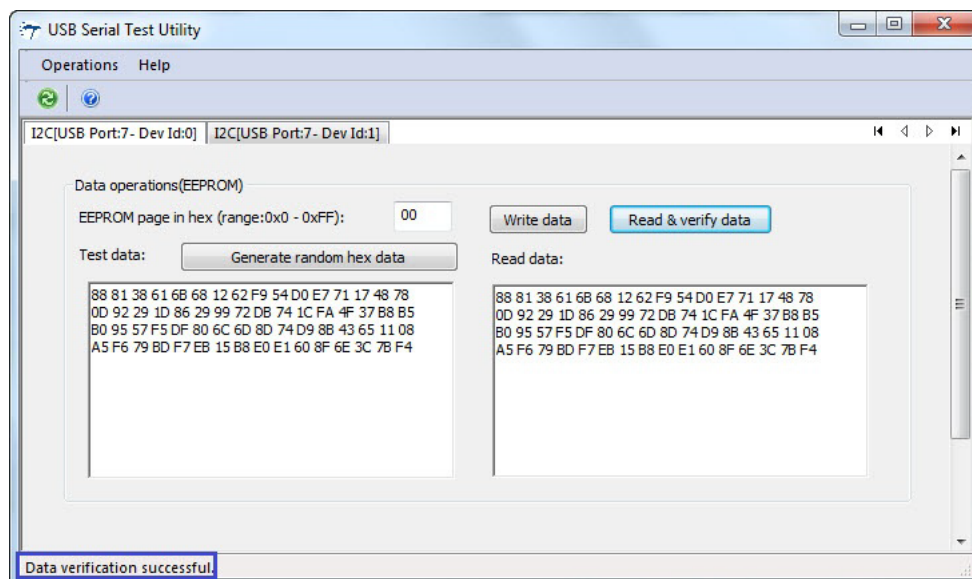 USB Serial Test Utility
Operations Help
I2C[USB Port:7- Dev Id:0] I2C[USB Port:7- Dev Id:1]
Data operations(EEPROM)
EEPROM page in hex (range:0x0 - 0xFF): 00 Write data Read & verify data
Test data: Generate random hex data Read data:
88 81 38 61 6B 68 12 62 F9 54 D0 E7 71 17 48 78
0D 92 29 1D 86 29 99 72 DB 74 1C FA 4F 37 B8 B5
B0 95 57 F5 DF 80 6C 6D 8D 74 D9 8B 43 65 11 08
A5 F6 79 BD F7 EB 15 B8 E0 E1 60 8F 6E 3C 7B F4
88 81 38 61 6B 68 12 62 F9 54 D0 E7 71 17 48 78
0D 92 29 1D 86 29 99 72 DB 74 1C FA 4F 37 B8 B5
B0 95 57 F5 DF 80 6C 6D 8D 74 D9 8B 43 65 11 08
A5 F6 79 BD F7 EB 15 B8 E0 E1 60 8F 6E 3C 7B F4
Data verification successful.